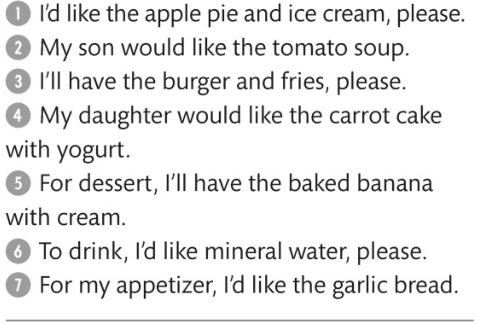 1 I'd like the apple pie and ice cream, please.
2 My son would like the tomato soup.
3 I'll have the burger and fries, please.
4 My daughter would like the carrot cake
with yogurt.
5 For dessert, I'll have the baked banana
with cream.
6 To drink, I'd like mineral water, please.
7 For my appetizer, I'd like the garlic bread.